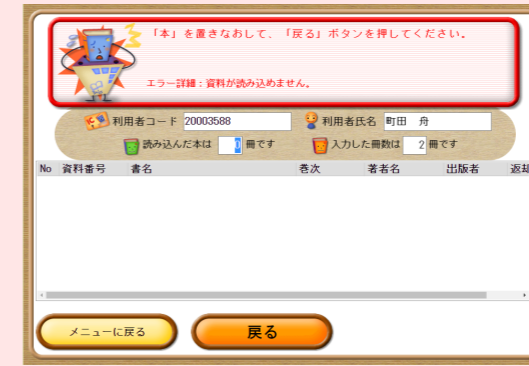 「本」を置きなおして、「戻る」ボタンを押してください。
エラー詳細：資料が読み込めません。
利用者コード 20003588 利用者氏名 町田　舟
読み込んだ本は 0 冊です 入力した冊数は 2 冊です
No 資料番号 書名 巻次 著者名 出版者 返却
メニューに戻る 戻る